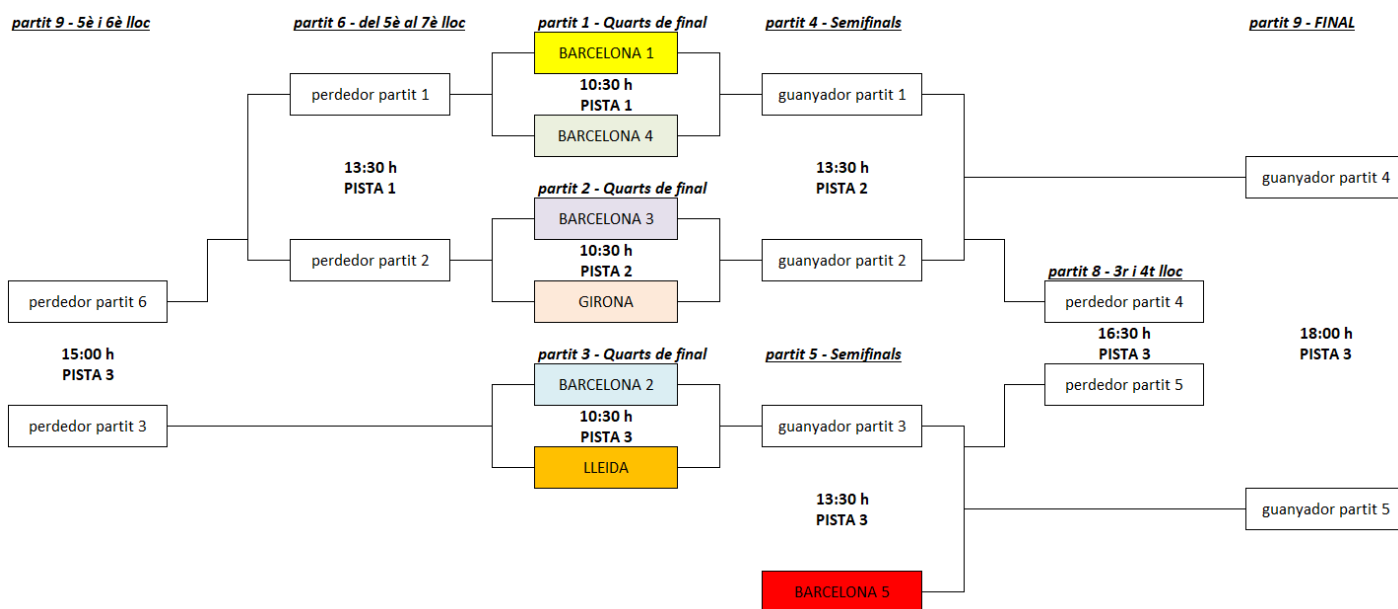 partit 9 - 5è i 6è lloc
partit 6 - del 5è al 7è lloc
partit 1 - Quarts de final
partit 4 - Semifinals
partit 9 - FINAL
BARCELONA 1
perdedor partit 1
10:30 h
PISTA 1
guanyador partit 1
BARCELONA 4
13:30 h
PISTA 1
13:30 h
PISTA 2
guanyador partit 4
partit 2 - Quarts de final
BARCELONA 3
perdedor partit 2
10:30 h
PISTA 2
guanyador partit 2
partit 8 - 3r i 4t lloc
perdedor partit 6
GIRONA
perdedor partit 4
15:00 h
PISTA 3
partit 3 - Quarts de final
partit 5 - Semifinals
16:30 h
PISTA 3
18:00 h
PISTA 3
BARCELONA 2
perdedor partit 5
perdedor partit 3
10:30 h
PISTA 3
guanyador partit 3
LLEIDA
13:30 h
PISTA 3
guanyador partit 5
BARCELONA 5